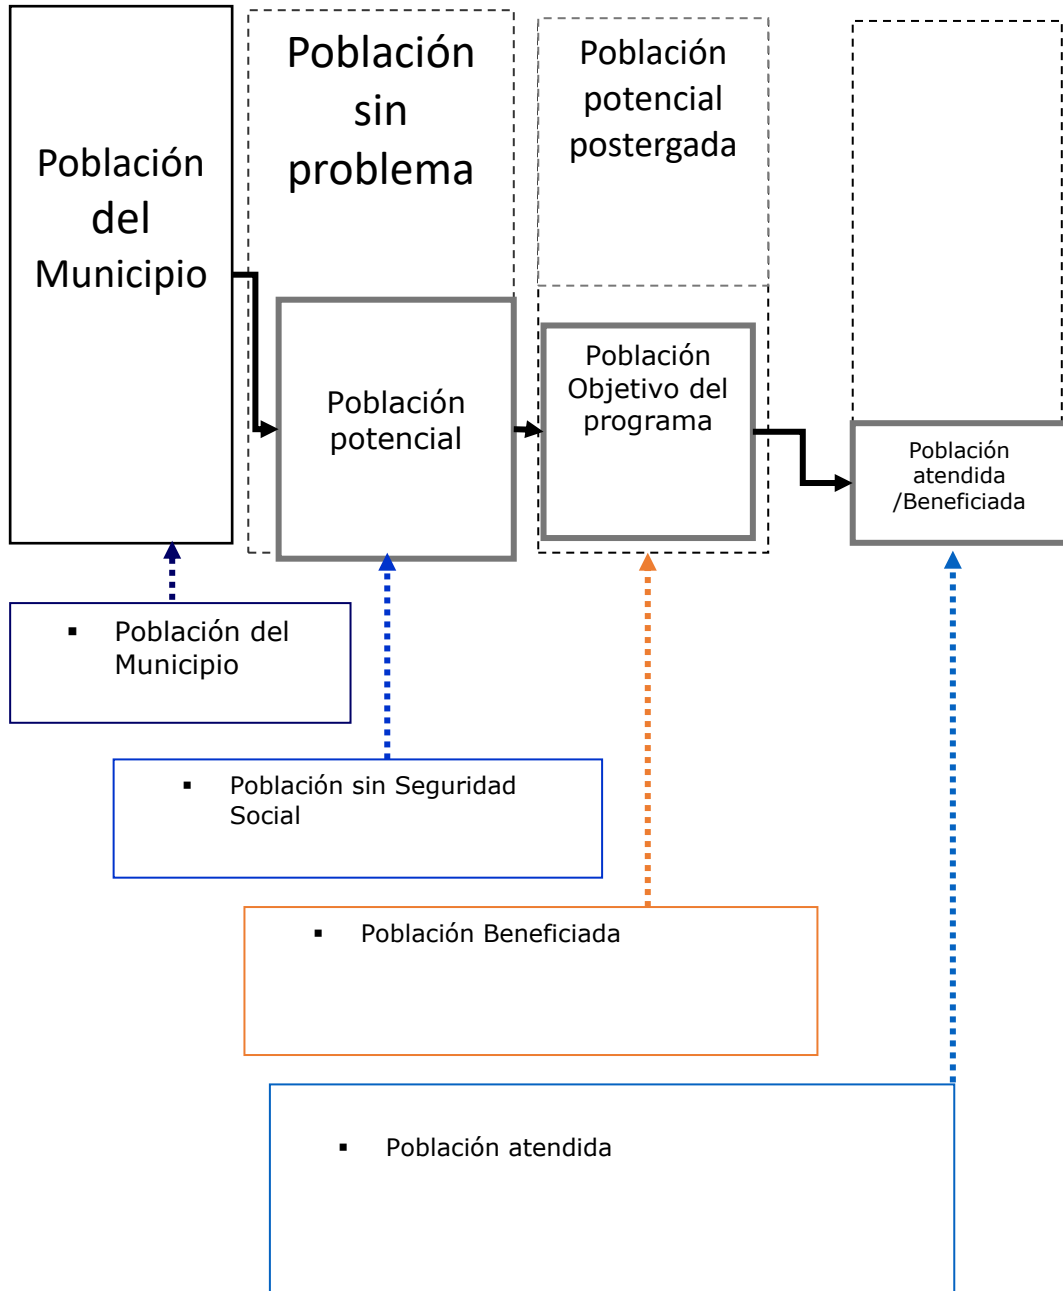 Población
del
Municipio
Población
sin
problema
Población
potencial
postergada
Población
potencial
Población
Objetivo del
programa
Población
atendida
/Beneficiada
▪ Población del
Municipio
▪ Población sin Seguridad
Social
▪ Población Beneficiada
▪ Población atendida